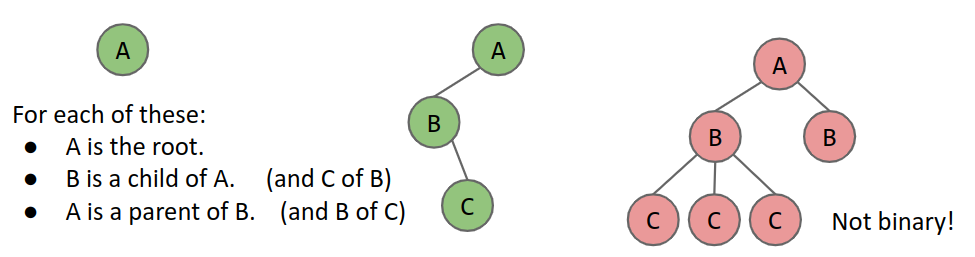 A
For each of these:
● A is the root.
● B is a child of A. (and C of B)
● A is a parent of B. (and B of C)
A
B
C
A
B B
C C C
Not binary!